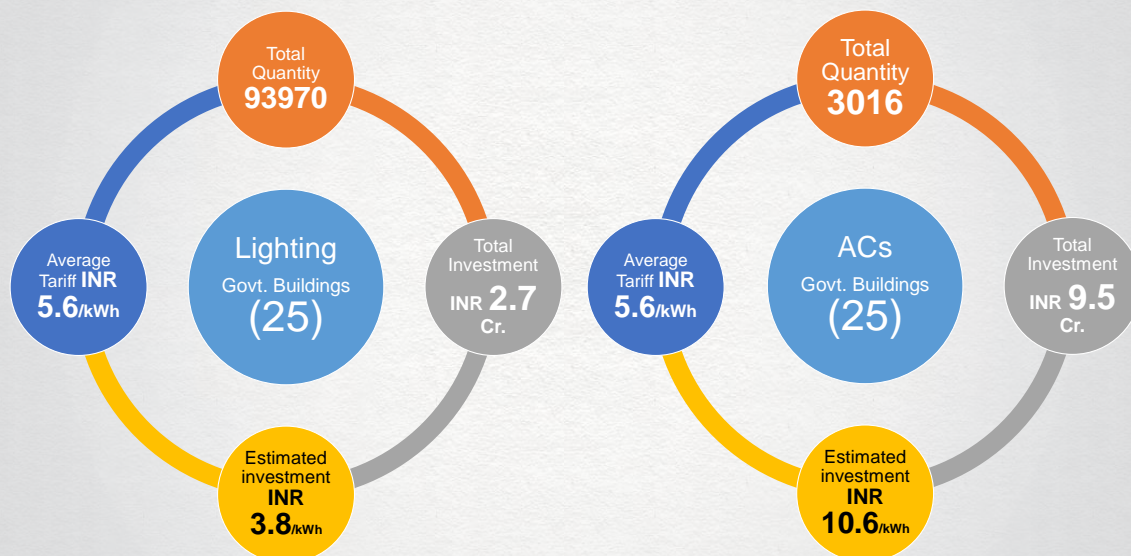 Total
Quantity
93970
Average
Tariff INR
5.6/kWh
Lighting
Govt. Buildings
(25)
Total
Investment
INR 2.7
Cr.
Estimated
investment
INR
3.8/kWh
Total
Quantity
3016
Average
Tariff INR
5.6/kWh
ACs
Govt. Buildings
(25)
Total
Investment
INR 9.5
Cr.
Estimated
investment
INR
10.6/kWh